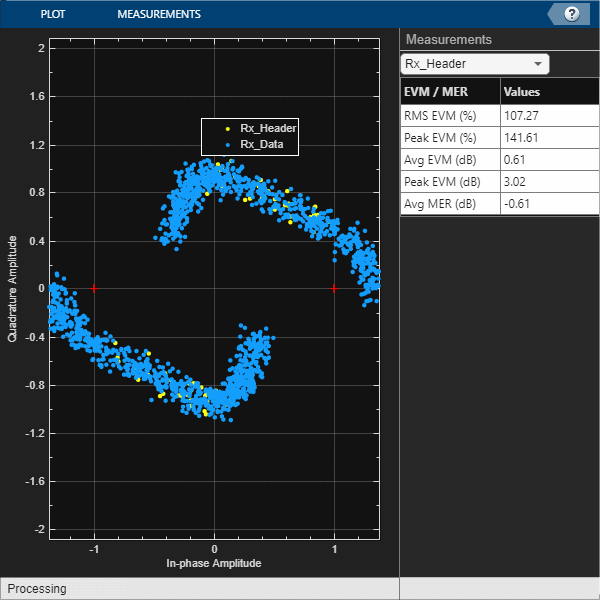 PLOT MEASUREMENTS ?
Measurements
Rx_Header
EVM / MER Values
RMS EVM (%) 107.27
Peak EVM (%) 141.61
Avg EVM (dB) 0.61
Peak EVM (dB) 3.02
Avg MER (dB) -0.61
Rx_Header
Rx_Data
2
1.6
1.2
0.8
0.4
0
-0.4
-0.8
-1.2
-1.6
-2
Quadrature Amplitude
-1 0 1
In-phase Amplitude
Processing